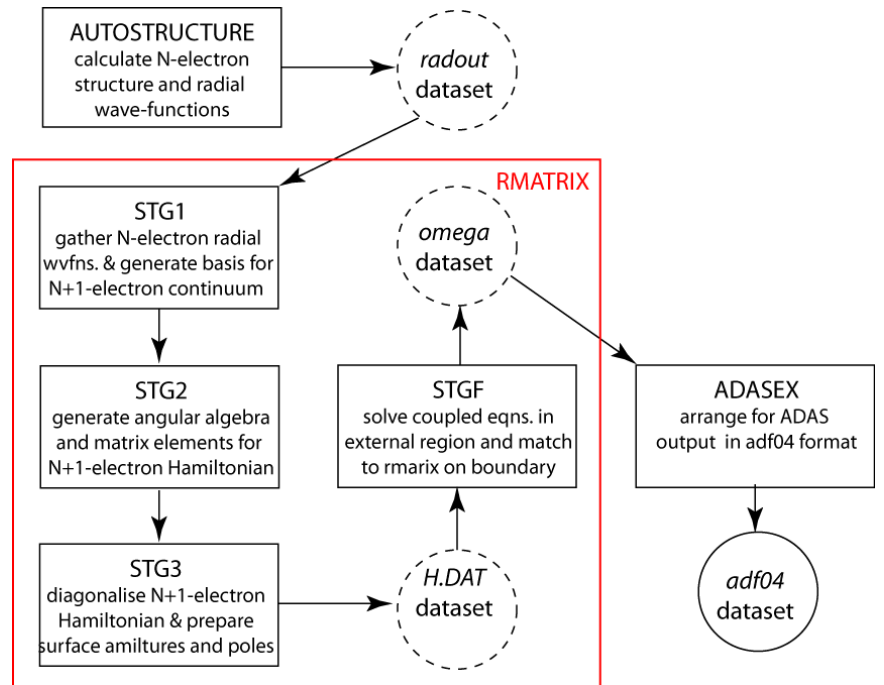 AUTOSTRUCTURE
calculate N-electron
structure and radial
wave-functions
radout
dataset
RMATRIX
STG1
gather N-electron radial
wvfns. & generate basis for
N+1-electron continuum
omega
dataset
STG2
generate angular algebra
and matrix elements for
N+1-electron Hamiltonian
STGF
solve coupled eqns. in
external region and match
to rmarix on boundary
ADASEX
arrange for ADAS
output in adf04 format
STG3
diagonalise N+1-electron
Hamiltonian & prepare
surface amiltures and poles
H.DAT
dataset
adf04
dataset